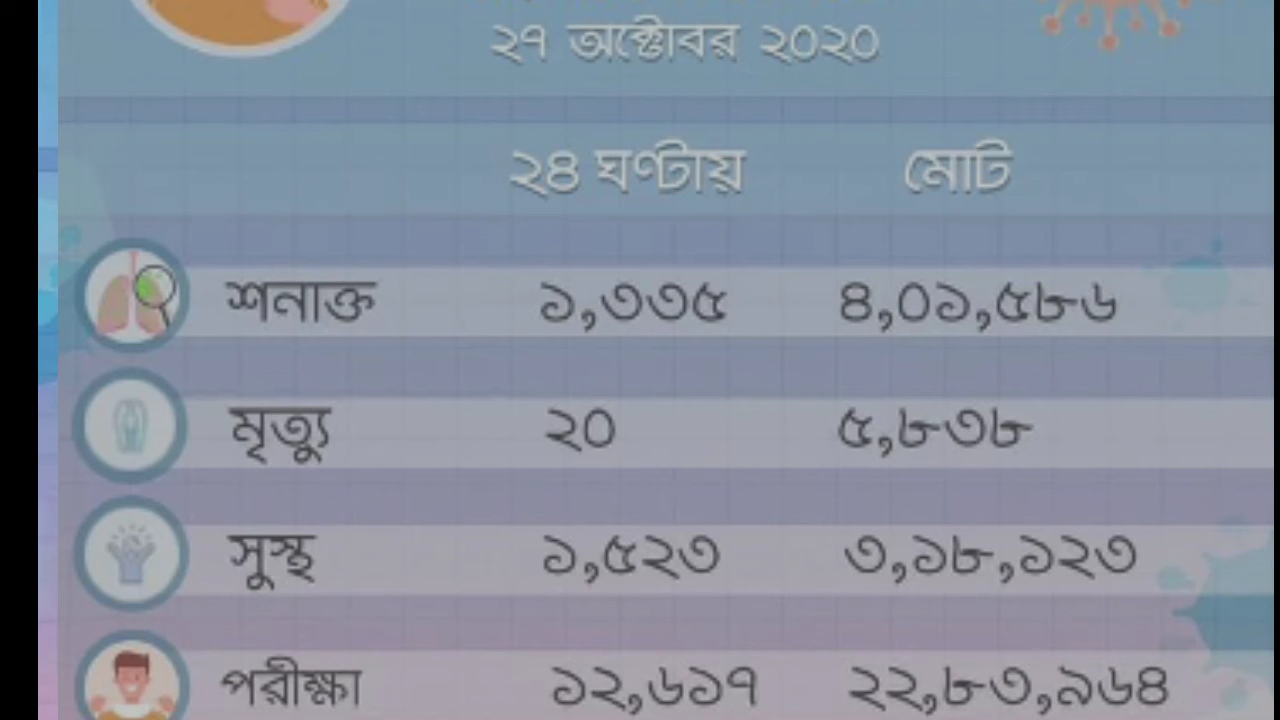 ২৭ অক্টোবর ২০২০
২৪ ঘণ্টায় মোট
শনাক্ত ১,৩৩৫ ৪,০১,৫৮৬
মৃত্যু ২০ ৫,৮৩৮
সুস্থ ১,৫২৩ ৩,১৮,১২৩
পরীক্ষা ১২,৬১৭ ২২,৮৩,৯৬৪